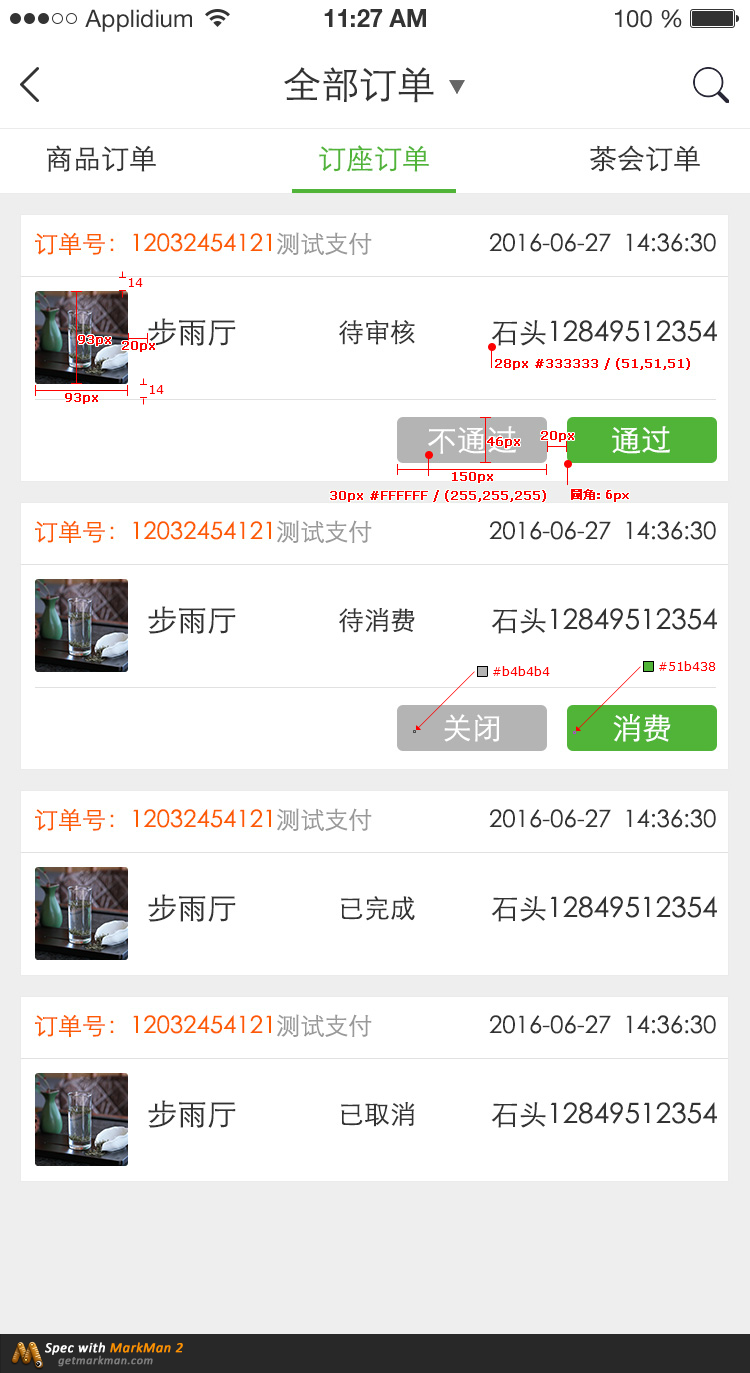 Applidium 11:27 AM 100 %
全部订单
商品订单 订座订单 茶会订单
订单号：12032454121测试支付 2016-06-27 14:36:30
14
步雨厅 待审核 石头12849512354
93px 20px
28px #333333 / (51,51,51)
14
93px
不通过 46px 20px 通过
150px
30px #FFFFFF / (255,255,255) 圆角: 6px
订单号：12032454121测试支付 2016-06-27 14:36:30
步雨厅 待消费 石头12849512354
#b4b4b4 #51b438
关闭 消费
订单号：12032454121测试支付 2016-06-27 14:36:30
步雨厅 已完成 石头12849512354
订单号：12032454121测试支付 2016-06-27 14:36:30
步雨厅 已取消 石头12849512354
Spec with MarkMan 2
getmarkman.com